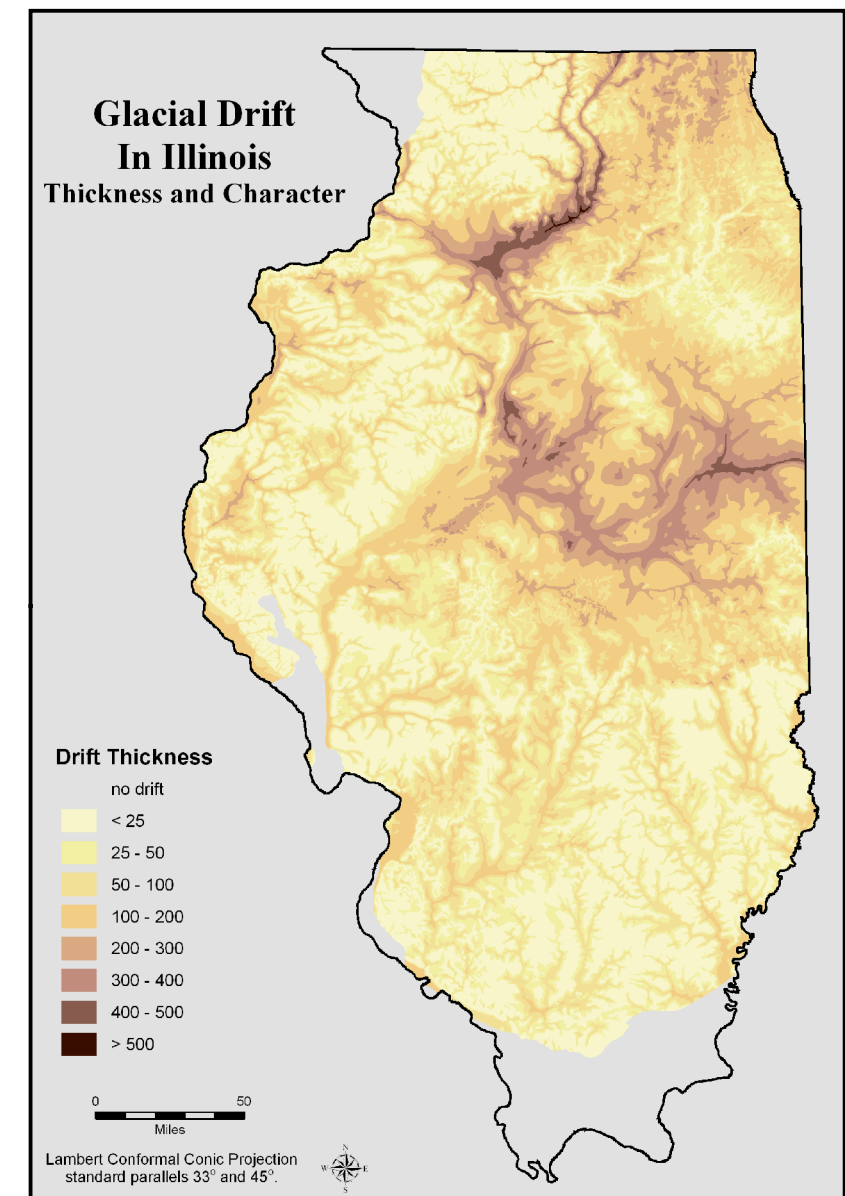 Glacial Drift
In Illinois
Thickness and Character
Drift Thickness
no drift
< 25
25 - 50
50 - 100
100 - 200
200 - 300
300 - 400
400 - 500
> 500
0 50
Miles
Lambert Conformal Conic Projection
standard parallels 33° and 45°.
N
W E
S